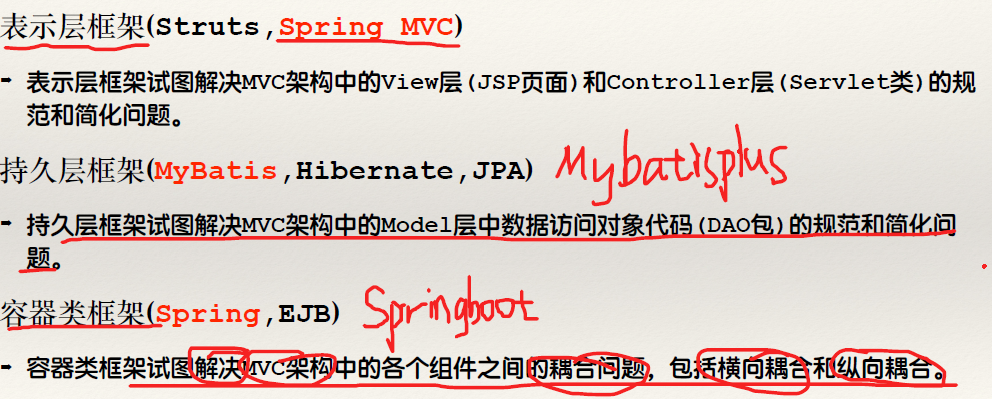 表示层框架(Struts,Spring MVC)
- 表示层框架试图解决MVC架构中的View层(JSP页面)和Controller层(Servlet类)的规
范和简化问题。
持久层框架(MyBatis,Hibernate,JPA) Mybatisplus
- 持久层框架试图解决MVC架构中的Model层中数据访问对象代码(DAO包)的规范和简化问
题。
容器类框架(Spring,EJB) Springboot
- 容器类框架试图解决MVC架构中的各个组件之间的耦合问题，包括横向耦合和纵向耦合。